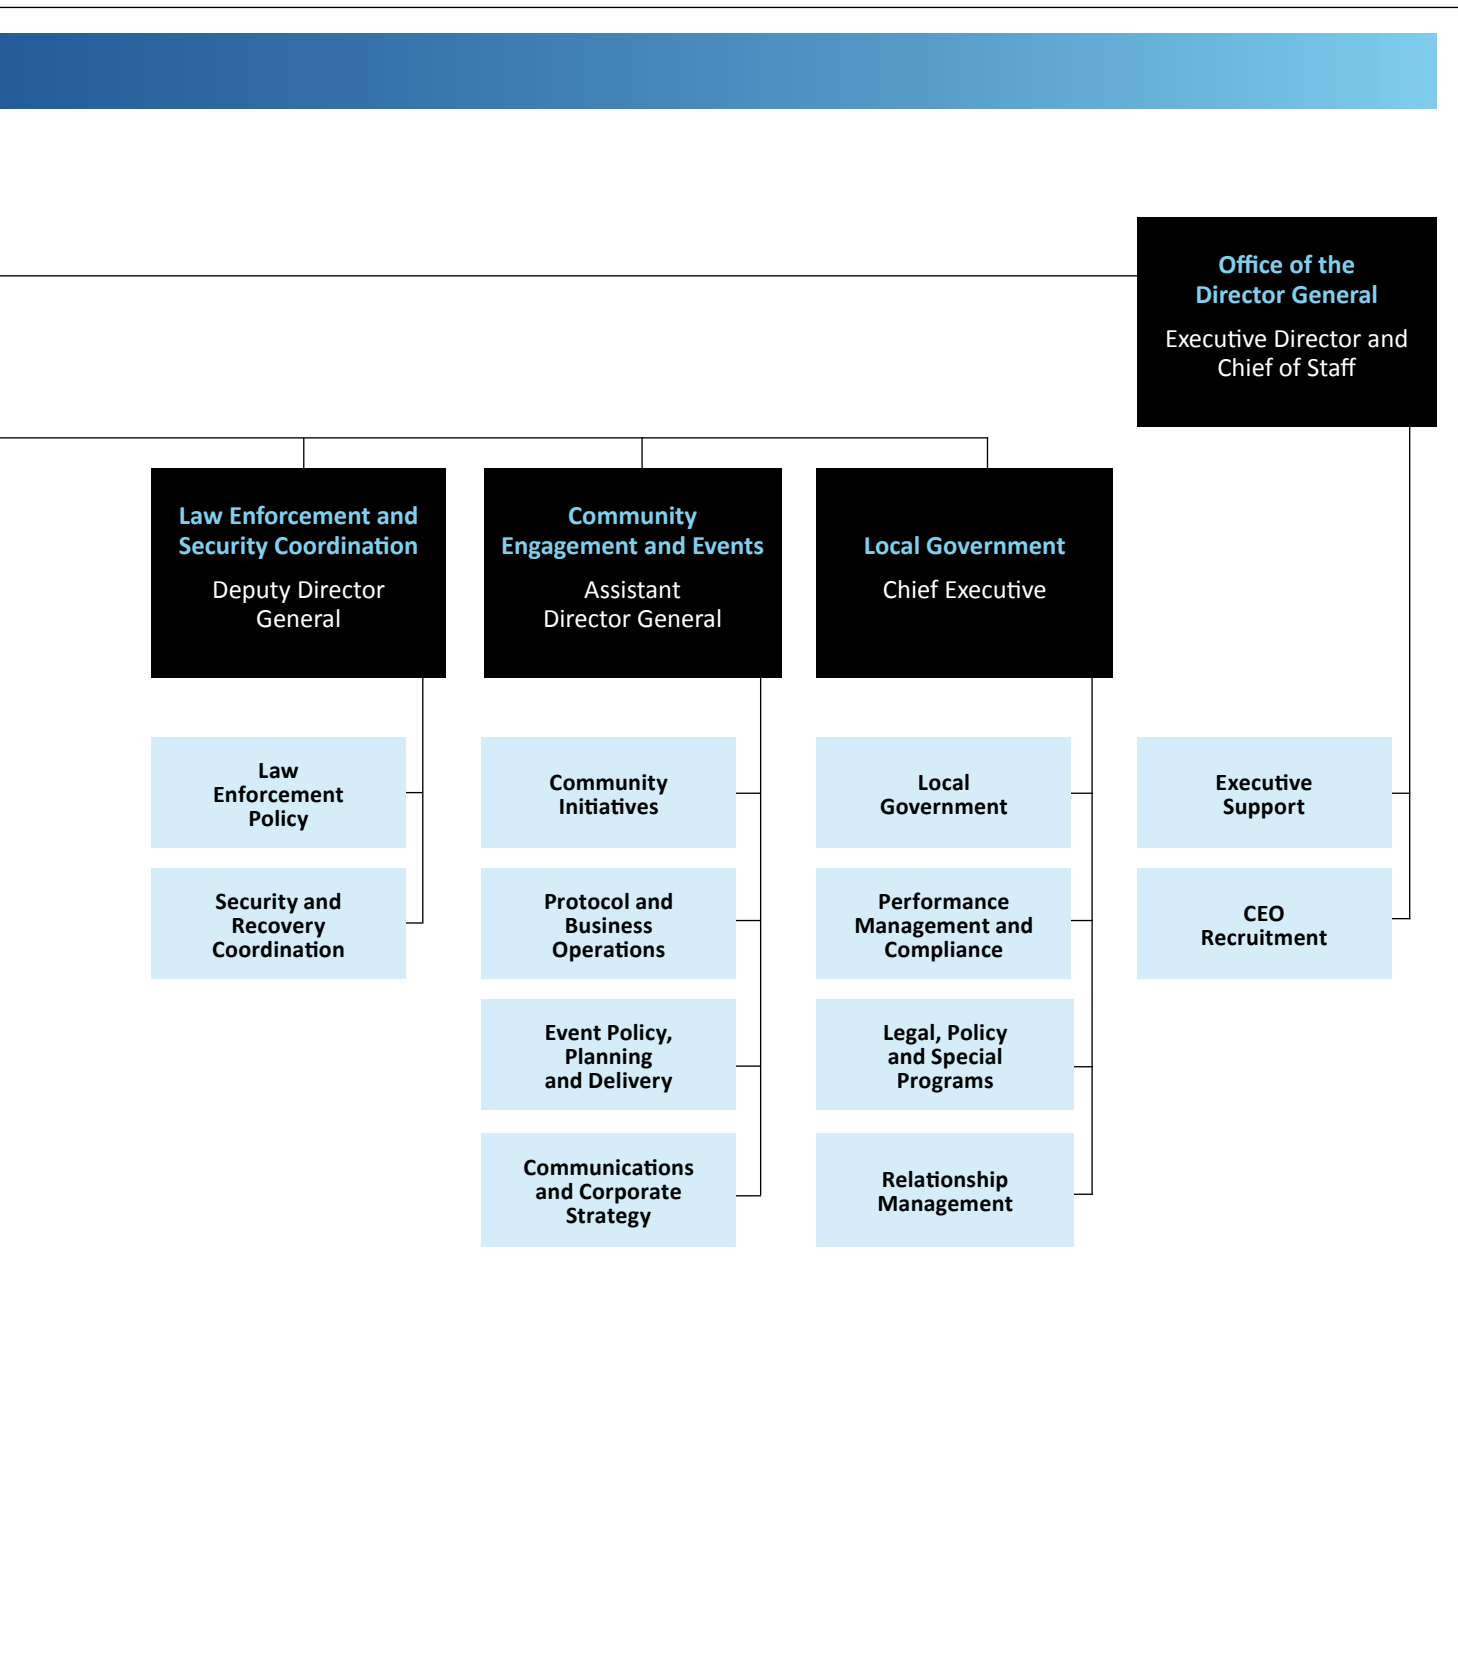 Office of the
Director General
Executive Director and
Chief of Staff
Law Enforcement and
Security Coordination
Deputy Director
General
Community
Engagement and Events
Assistant
Director General
Local Government
Chief Executive
Law
Enforcement
Policy
Security and
Recovery
Coordination
Community
Initiatives
Protocol and
Business
Operations
Event Policy,
Planning
and Delivery
Communications
and Corporate
Strategy
Local
Government
Performance
Management and
Compliance
Legal, Policy
and Special
Programs
Relationship
Management
Executive
Support
CEO
Recruitment